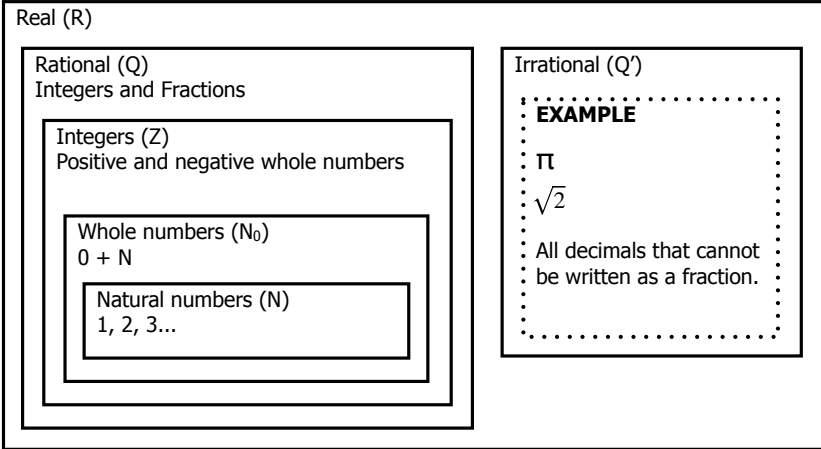 Real (R)
Rational (Q)
Integers and Fractions
Integers (Z)
Positive and negative whole numbers
Whole numbers (N₀)
0 + N
Natural numbers (N)
1, 2, 3...
Irrational (Q’)
EXAMPLE
π
√2
All decimals that cannot
be written as a fraction.